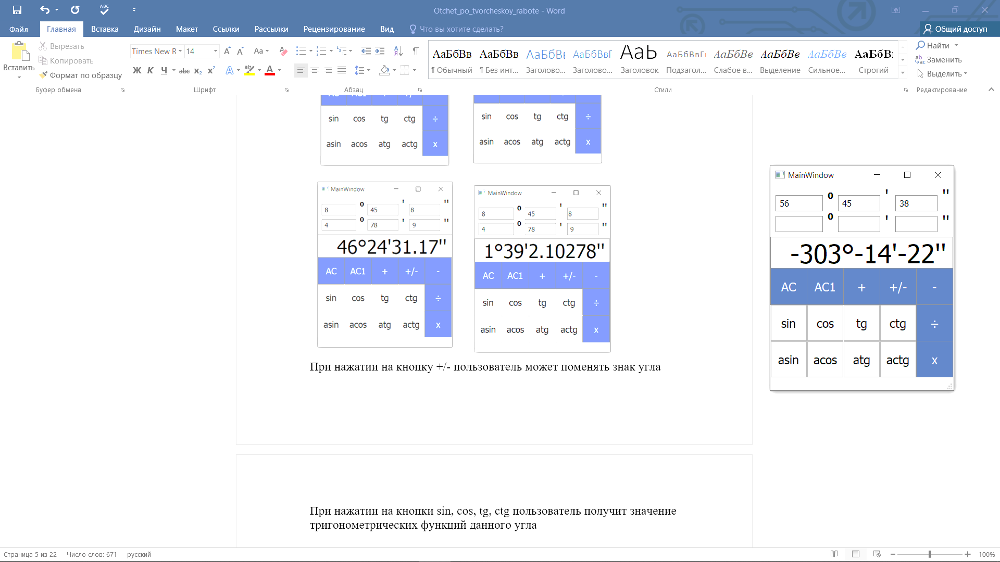 Otchet_po_tvorcheskoy_rabote - Word
Файл Главная Вставка Дизайн Макет Ссылки Рассылки Рецензирование Вид Что вы хотите сделать? Общий доступ
Вставить
Вырезать
Копировать
Формат по образцу
Буфер обмена
Times New R 14
Aa
Ж К Ч abc x₂ x²
Шрифт
Абзац
АаБбВв АаБбВв АаБбВ АаБбВвГ АаБ АаБбВвГ АаБбВв АаБбВв АаБбВв АаБбВ
¶ Обычный ¶ Без инт... Заголово... Заголово... Заголовок Подзагол... Слабое в... Выделение Сильное... Строгий
Стили
Найти
Заменить
Выделить
Редактирование
sin cos tg ctg ÷
asin acos atg actg x
sin cos tg ctg ÷
asin acos atg actg x
MainWindow
8 o 45 ' 8 "
4 o 78 ' 9 "
46°24'31.17"
AC AC1 + +/- -
sin cos tg ctg ÷
asin acos atg actg x
MainWindow
8 o 45 ' 8 "
4 o 78 ' 9 "
1°39'2.10278"
AC AC1 + +/- -
sin cos tg ctg ÷
asin acos atg actg x
При нажатии на кнопку +/- пользователь может поменять знак угла
При нажатии на кнопки sin, cos, tg, ctg пользователь получит значение
тригонометрических функций данного угла
MainWindow
56 o 45 ' 38 "
o ' "
-303°-14'-22"
AC AC1 + +/- -
sin cos tg ctg ÷
asin acos atg actg x
Страница 5 из 22 Число слов: 671 русский 100%